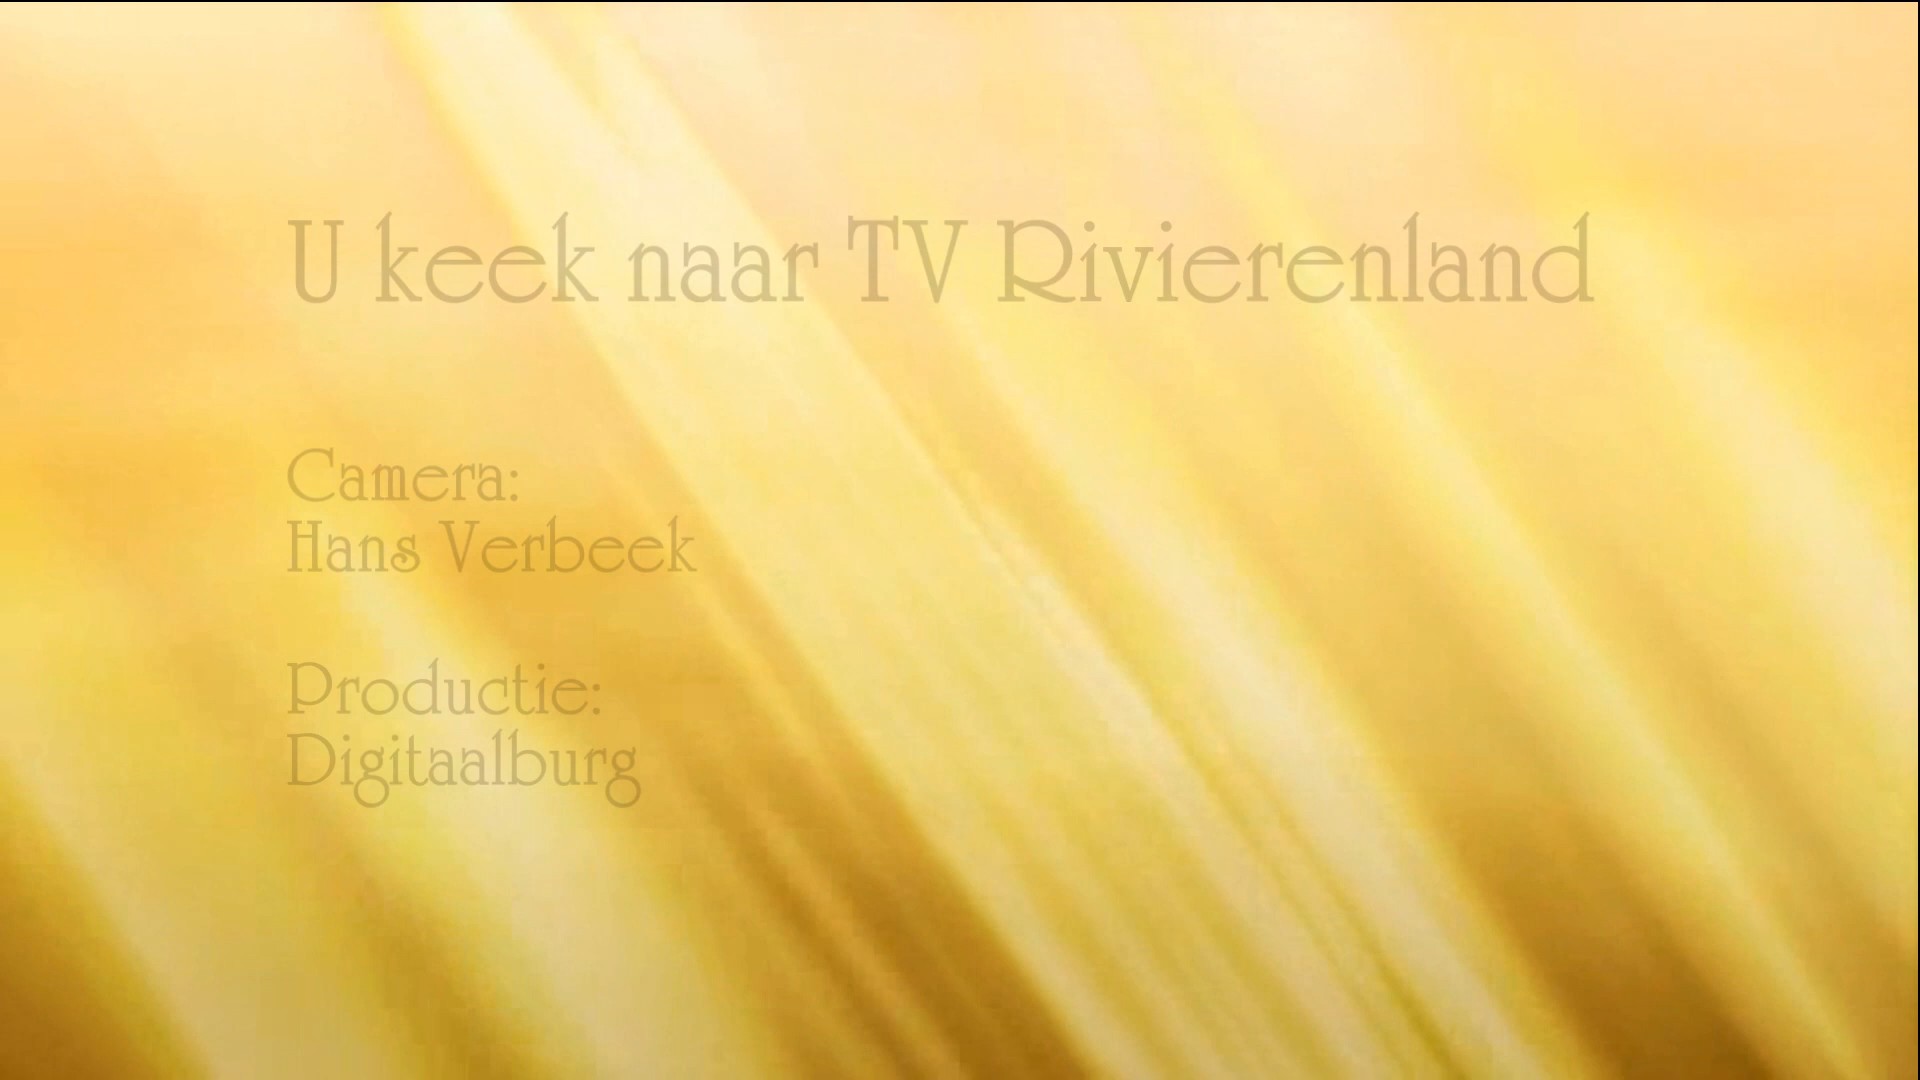 U keek naar TV Rivierenland
Camera:
Hans Verbeek
Productie:
Digitaalburg